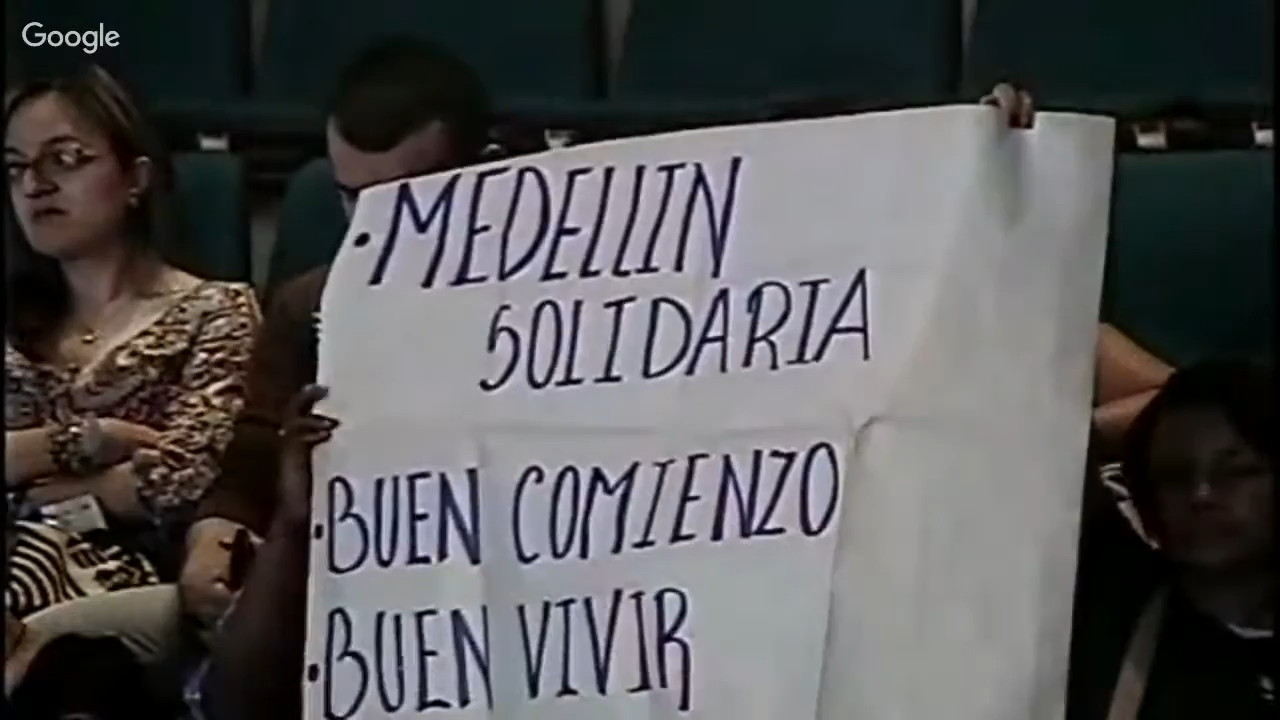 Google
·MEDELLIN
SOLIDARIA
·BUEN COMIENZO
·BUEN VIVIR